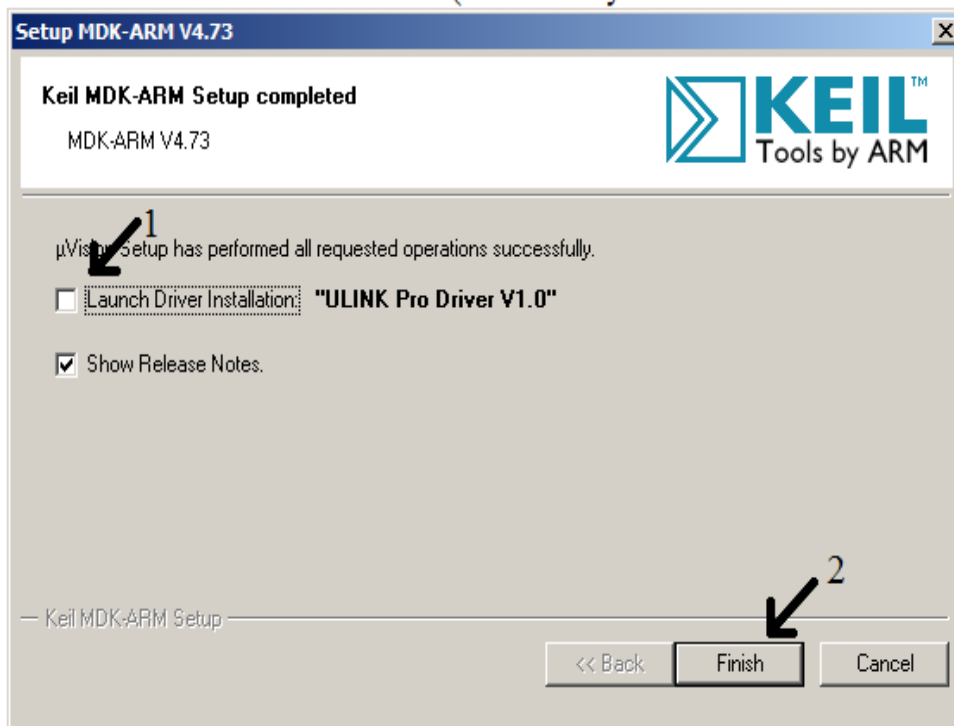 Setup MDK-ARM V4.73
Keil MDK-ARM Setup completed
MDK-ARM V4.73
KEIL™
Tools by ARM
1
µVision Setup has performed all requested operations successfully.
Launch Driver Installation: "ULINK Pro Driver V1.0"
Show Release Notes.
2
Keil MDK-ARM Setup
<< Back
Finish
Cancel